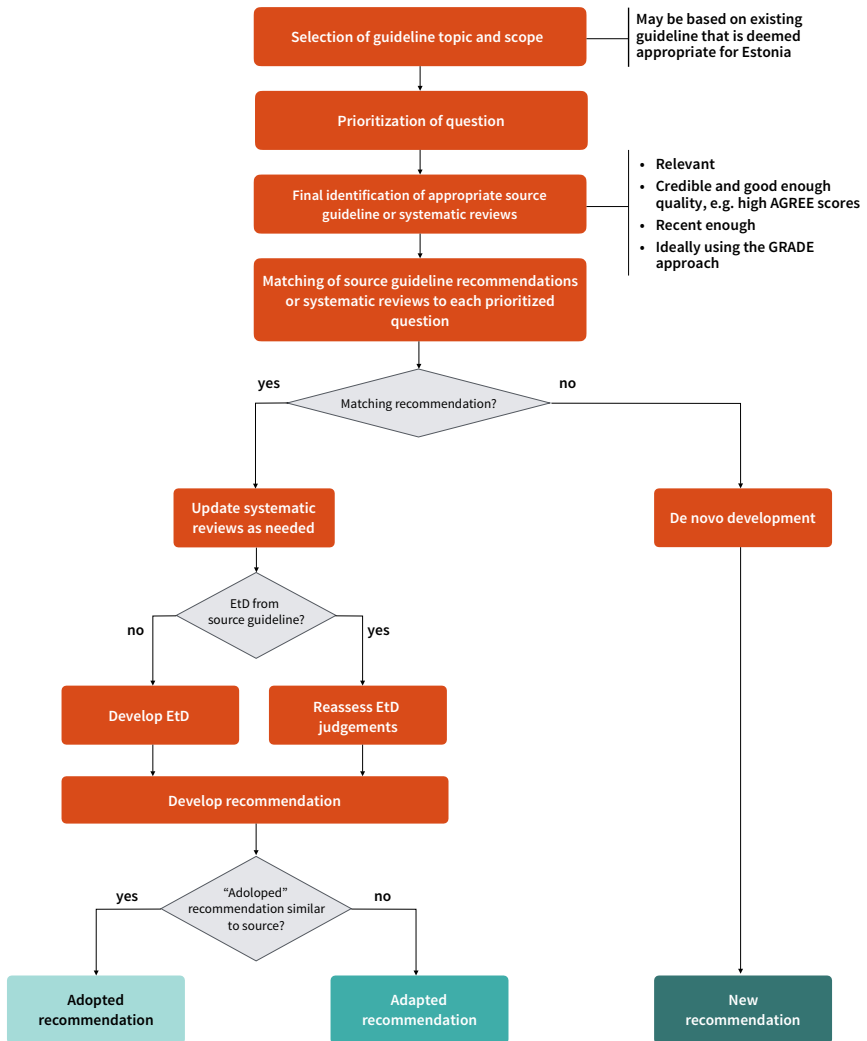 Selection of guideline topic and scope
May be based on existing
guideline that is deemed
appropriate for Estonia
Prioritization of question
Final identification of appropriate source
guideline or systematic reviews
• Relevant
• Credible and good enough
quality, e.g. high AGREE scores
• Recent enough
• Ideally using the GRADE
approach
Matching of source guideline recommendations
or systematic reviews to each prioritized
question
yes
no
Matching recommendation?
Update systematic
reviews as needed
De novo development
EtD from
source guideline?
no
yes
Develop EtD
Reassess EtD
judgements
Develop recommendation
yes
no
“Adoloped”
recommendation similar
to source?
Adopted
recommendation
Adapted
recommendation
New
recommendation